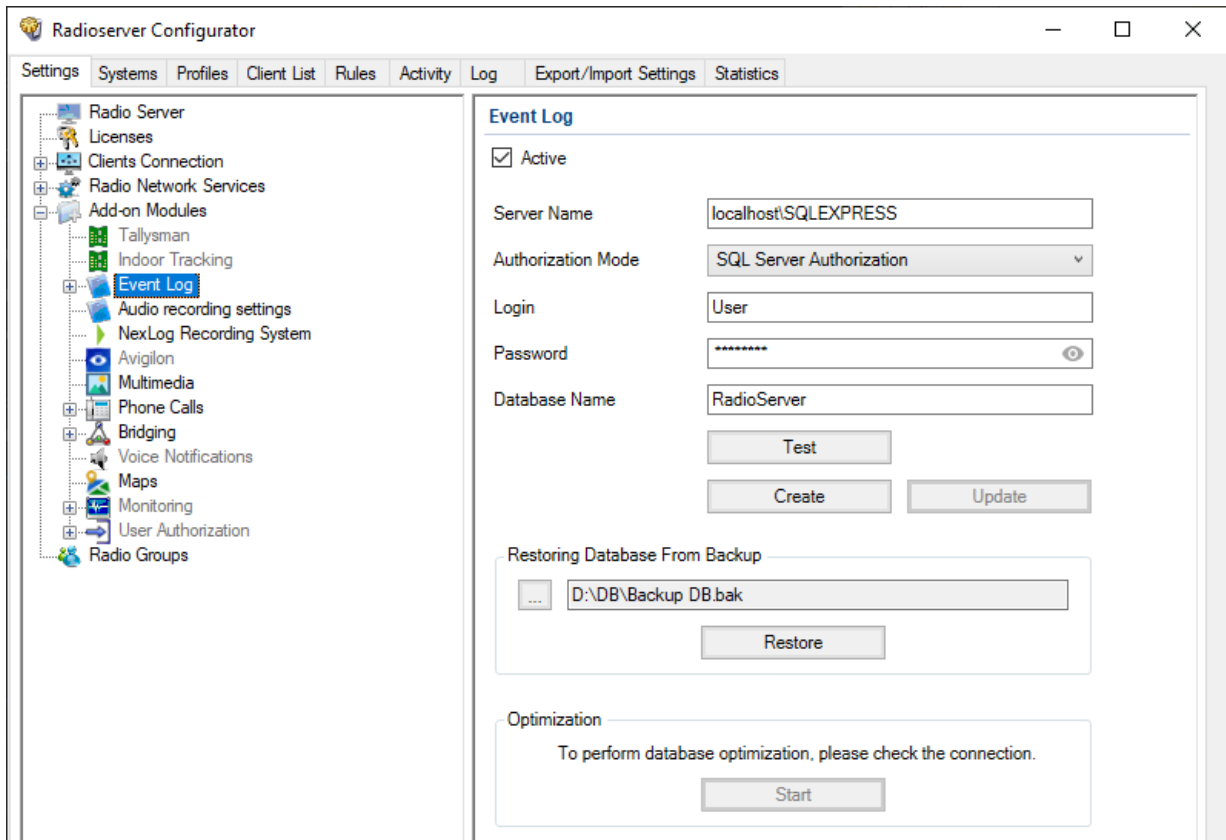 Radioserver Configurator
Settings Systems Profiles Client List Rules Activity Log Export/Import Settings Statistics
Radio Server
Licenses
Clients Connection
Radio Network Services
Add-on Modules
Tallysman
Indoor Tracking
Event Log
Audio recording settings
NexLog Recording System
Avigilon
Multimedia
Phone Calls
Bridging
Voice Notifications
Maps
Monitoring
User Authorization
Radio Groups
Event Log
Active
Server Name localhost\SQLEXPRESS
Authorization Mode SQL Server Authorization
Login User
Password ********
Database Name RadioServer
Test
Create Update
Restoring Database From Backup
... D:\DB\Backup DB.bak
Restore
Optimization
To perform database optimization, please check the connection.
Start